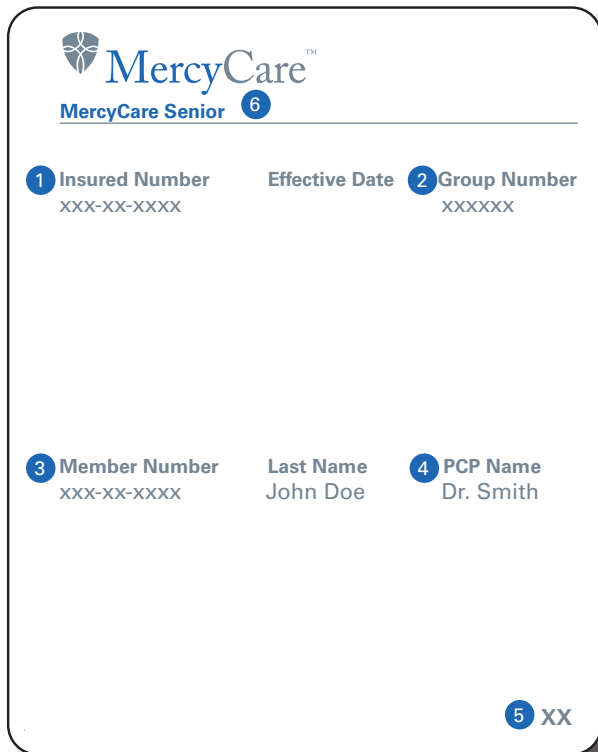 MercyCare™
MercyCare Senior 6
1 Insured Number Effective Date 2 Group Number
xxx-xx-xxxx xxxxxx
3 Member Number Last Name 4 PCP Name
xxx-xx-xxxx John Doe Dr. Smith
5 XX